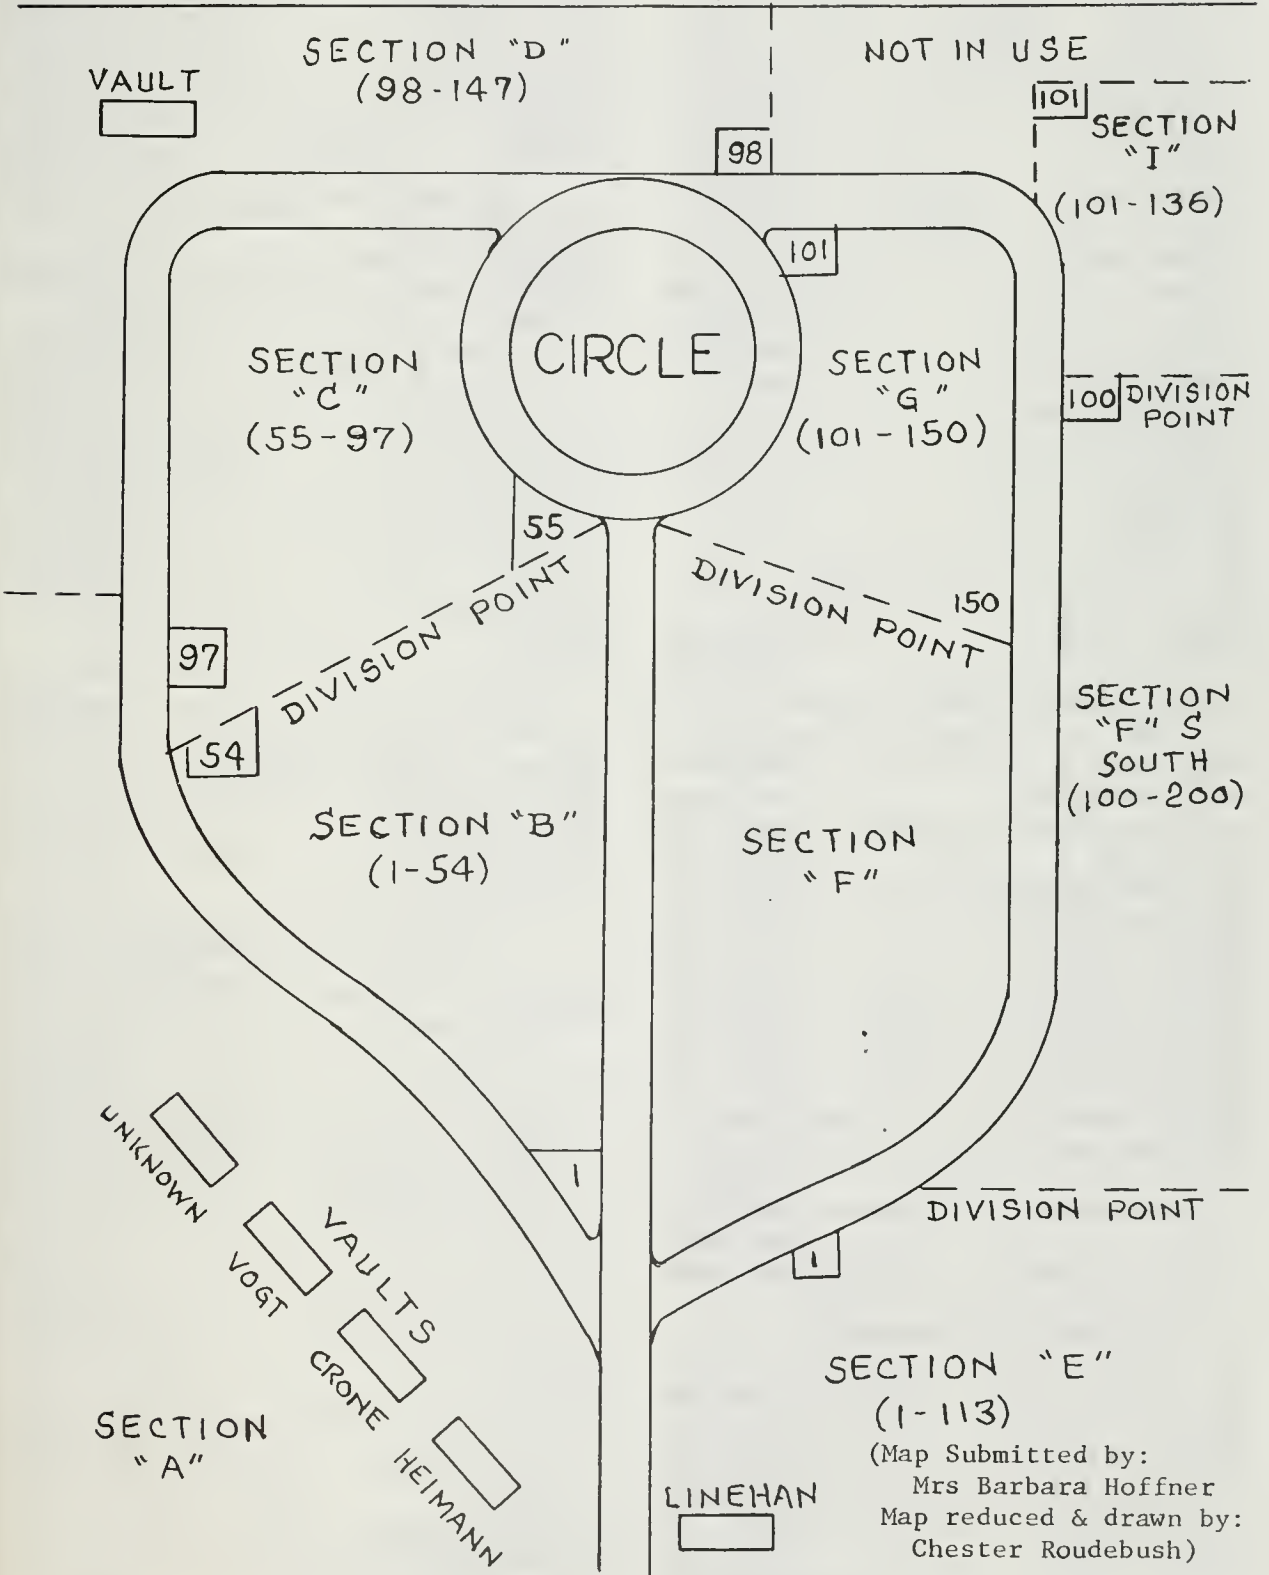 SECTION "D"
(98-147)
NOT IN USE
VAULT
101
SECTION
"I"
(101-136)
98
101
CIRCLE
SECTION
"C"
(55-97)
SECTION
"G"
(101-150)
100
DIVISION
POINT
55
DIVISION POINT
DIVISION POINT
150
97
54
SECTION
"F" S
SOUTH
(100-200)
SECTION "B"
(1-54)
SECTION
"F"
1
DIVISION POINT
1
UNKNOWN
VOGT
VAULTS
CRONE
HEIMANN
SECTION
"A"
SECTION "E"
(1-113)
(Map Submitted by:
Mrs Barbara Hoffner
Map reduced & drawn by:
Chester Roudebush)
LINEHAN